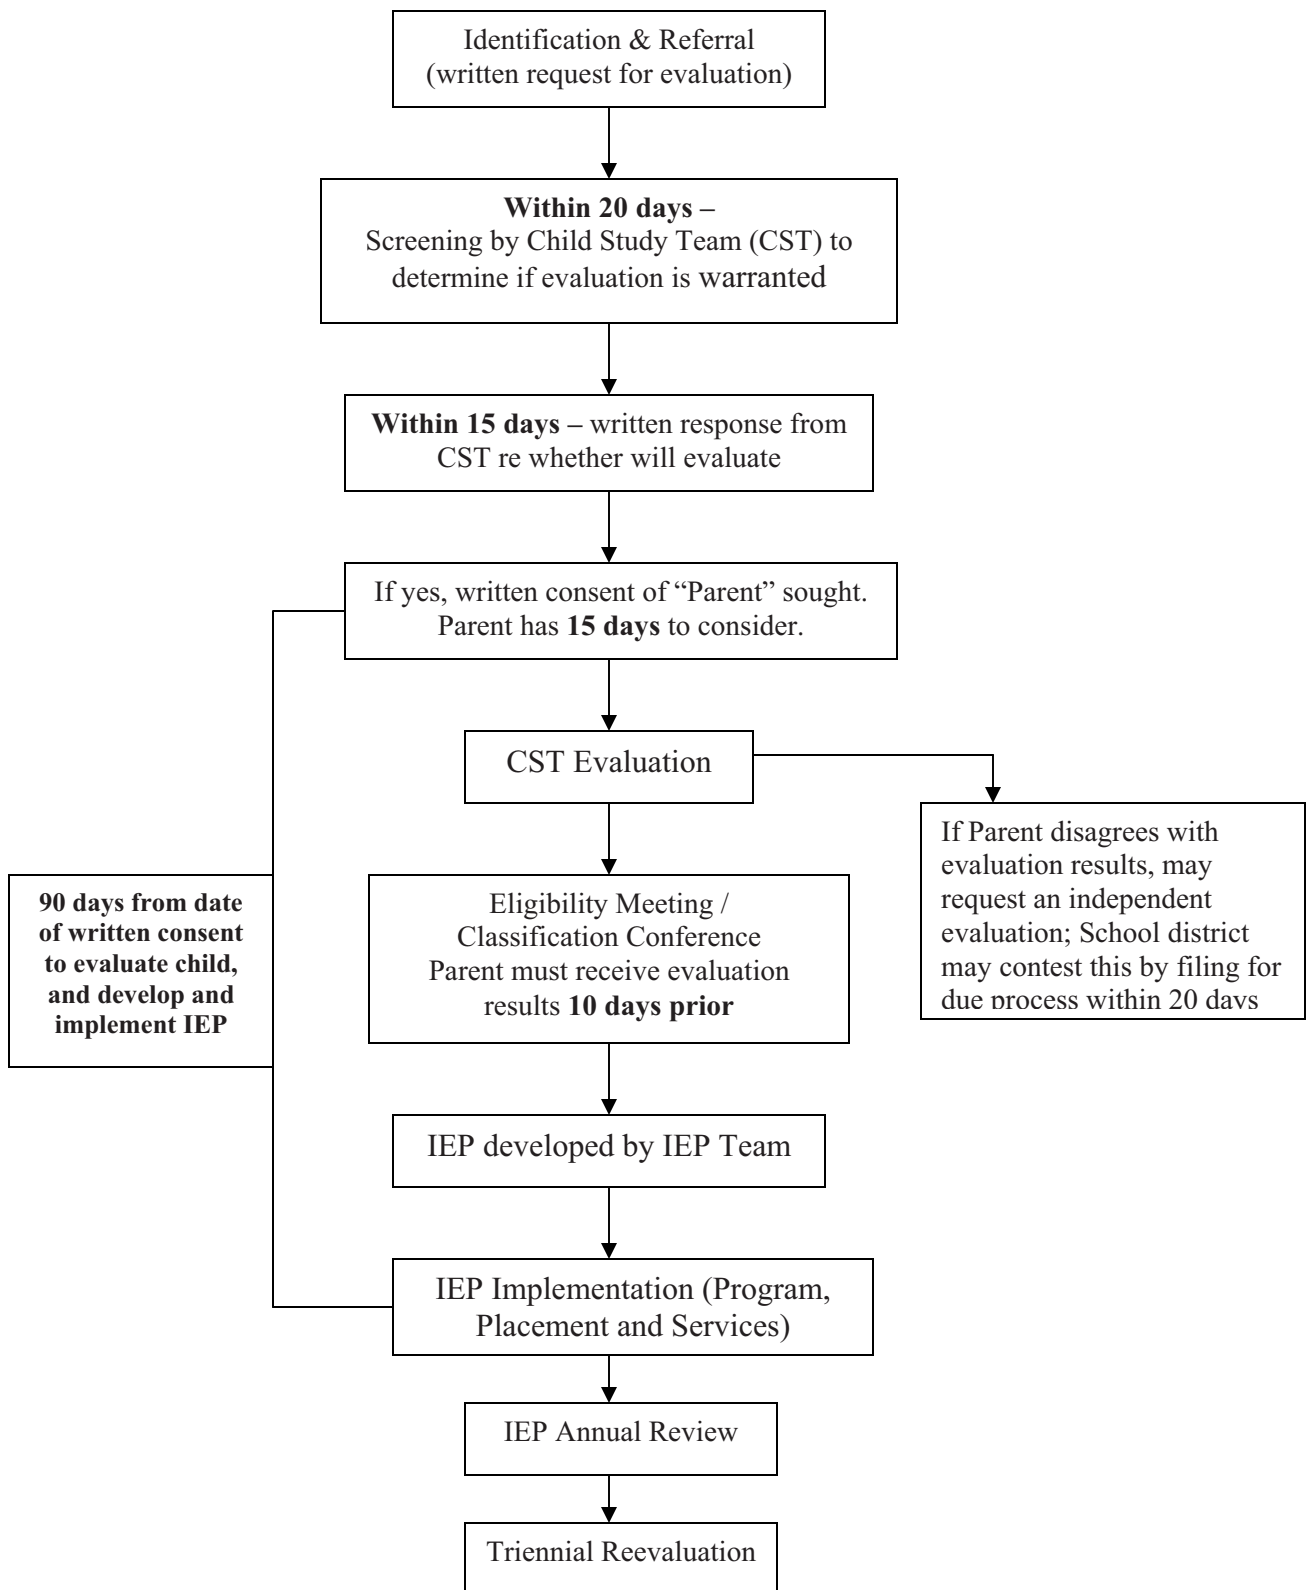 Identification & Referral
(written request for evaluation)
Within 20 days –
Screening by Child Study Team (CST) to
determine if evaluation is warranted
Within 15 days – written response from
CST re whether will evaluate
If yes, written consent of “Parent” sought.
Parent has 15 days to consider.
CST Evaluation
If Parent disagrees with
evaluation results, may
request an independent
evaluation; School district
may contest this by filing for
due process within 20 days
90 days from date
of written consent
to evaluate child,
and develop and
implement IEP
Eligibility Meeting /
Classification Conference
Parent must receive evaluation
results 10 days prior
IEP developed by IEP Team
IEP Implementation (Program,
Placement and Services)
IEP Annual Review
Triennial Reevaluation